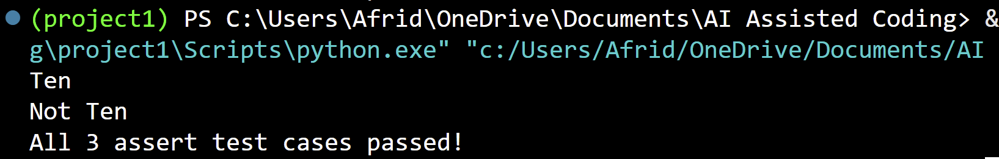 (project1) PS C:\Users\Afrid\OneDrive\Documents\AI Assisted Coding> &
g\project1\Scripts\python.exe" "c:/Users/Afrid/OneDrive/Documents/AI
Ten
Not Ten
All 3 assert test cases passed!